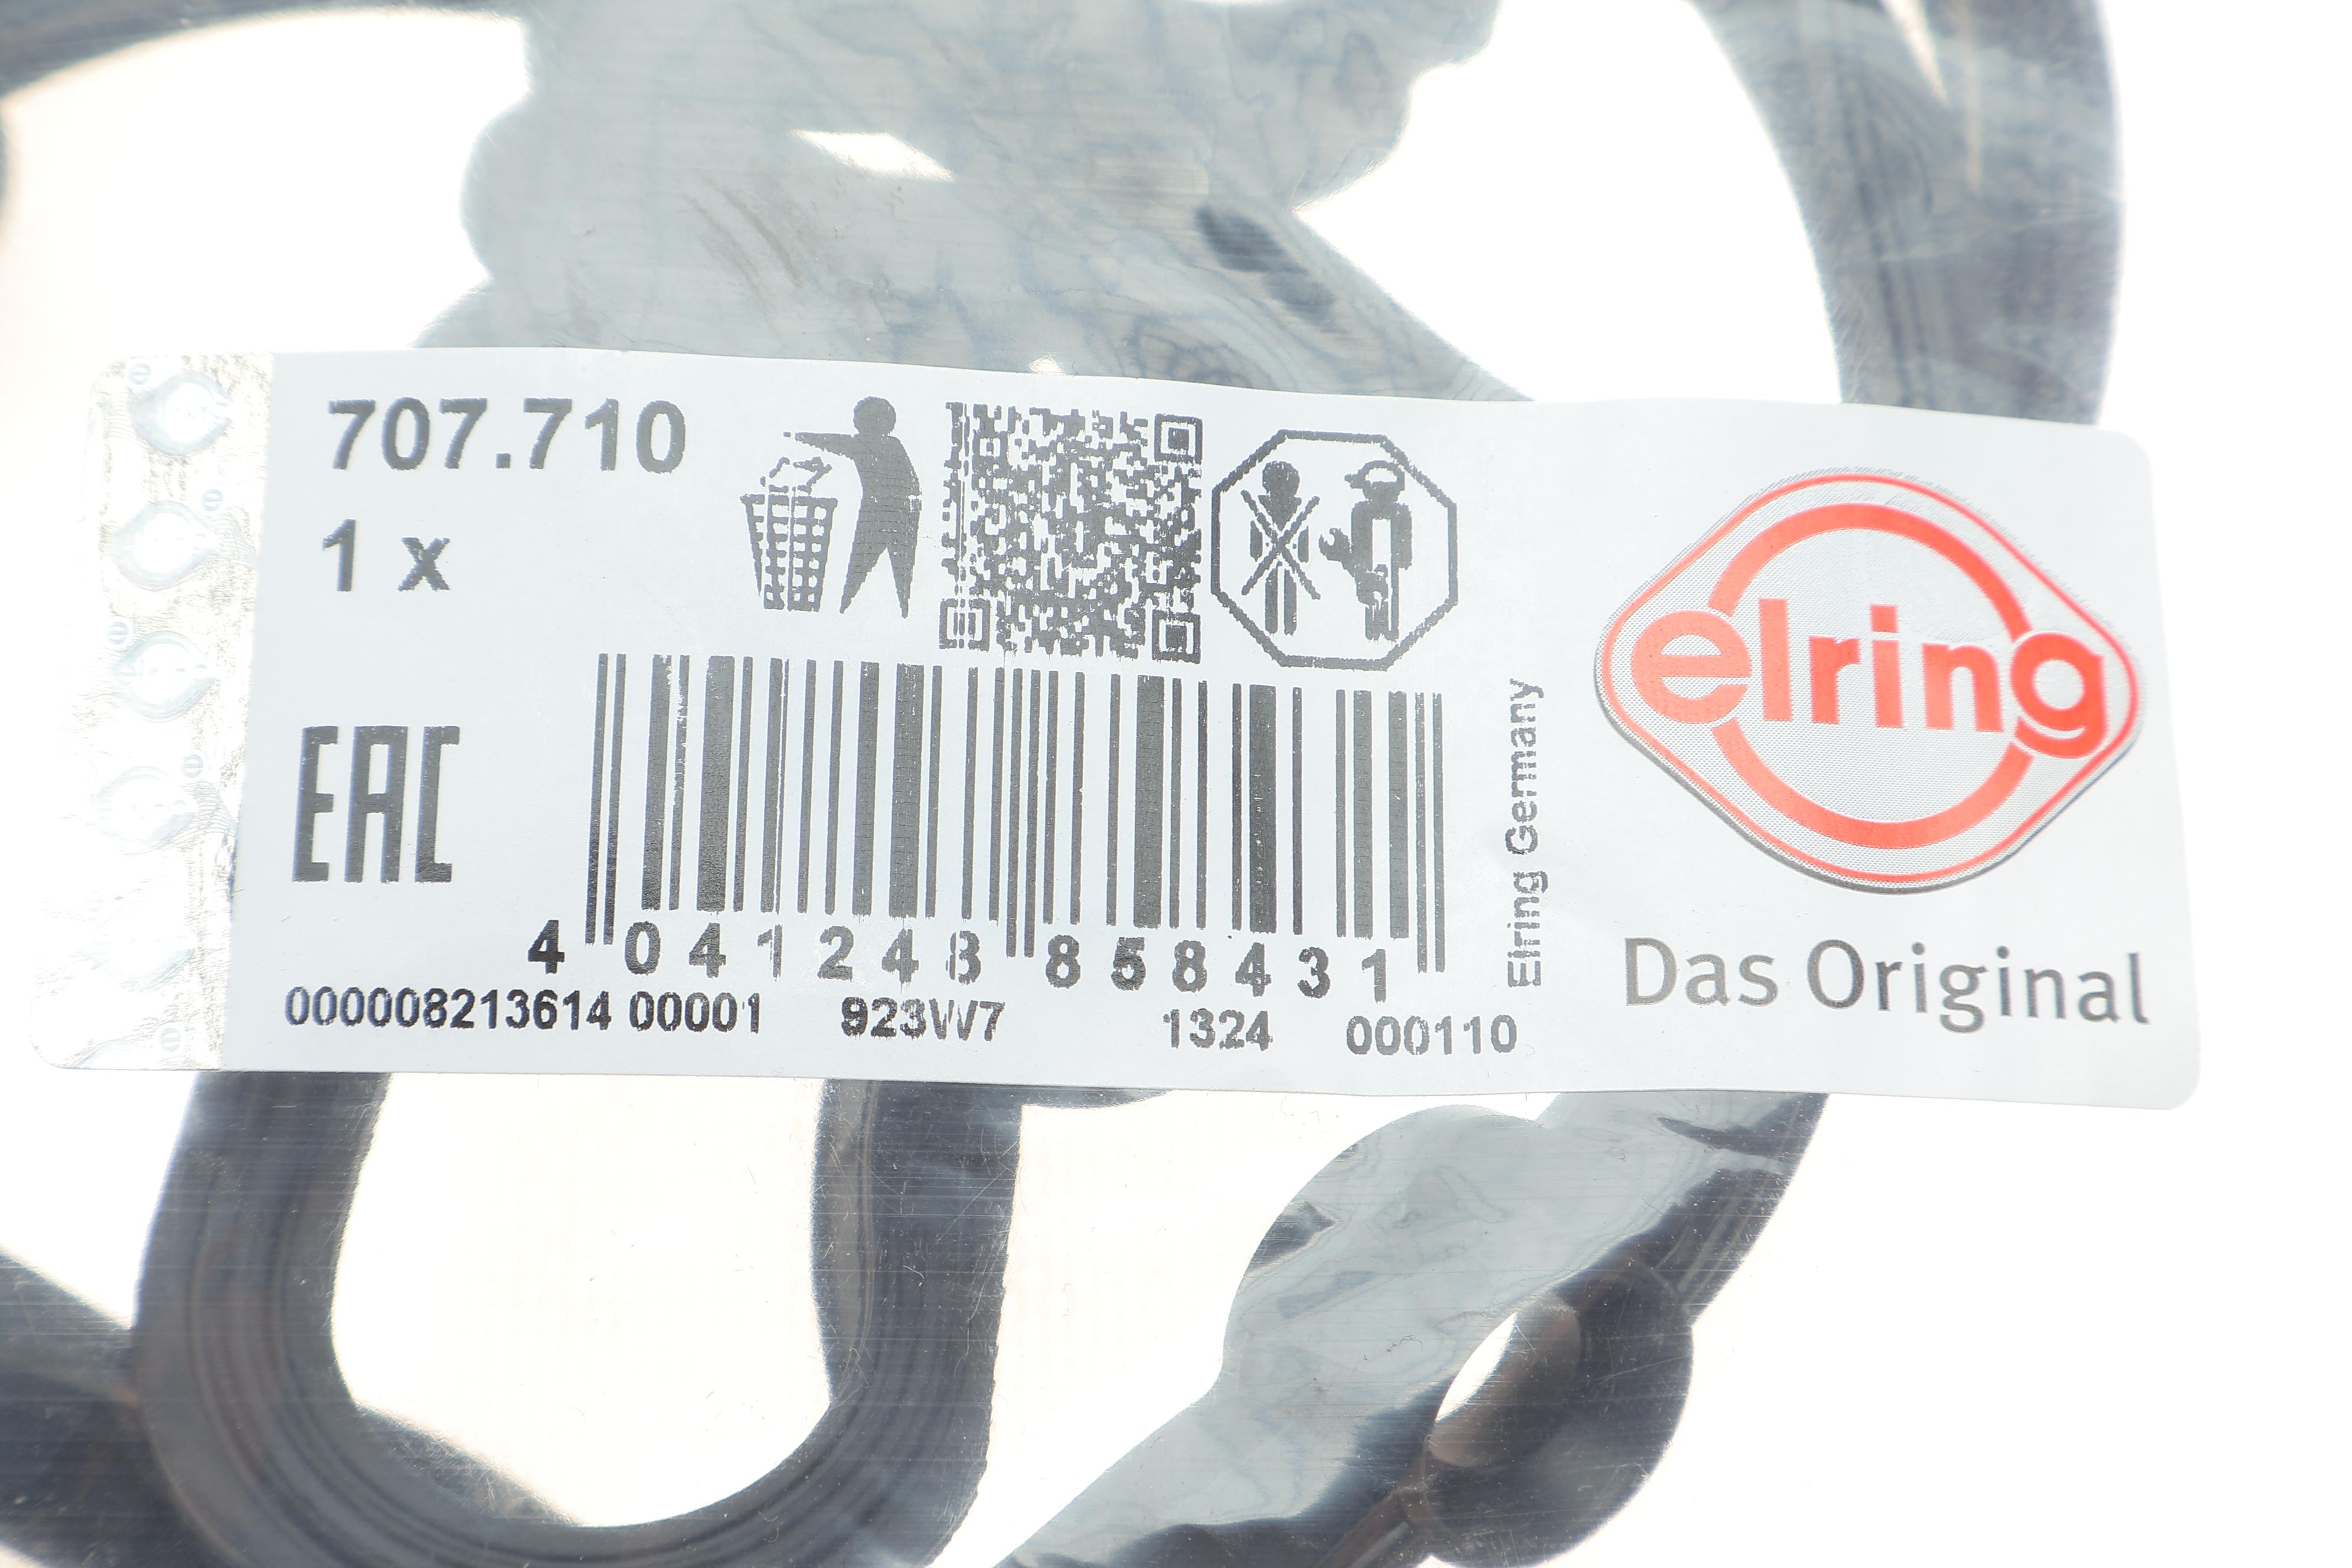 707.710
1 x
EAC
4 041248 858431
000008213614 00001 923W7 1324 000110
Elring Germany
elring
Das Original